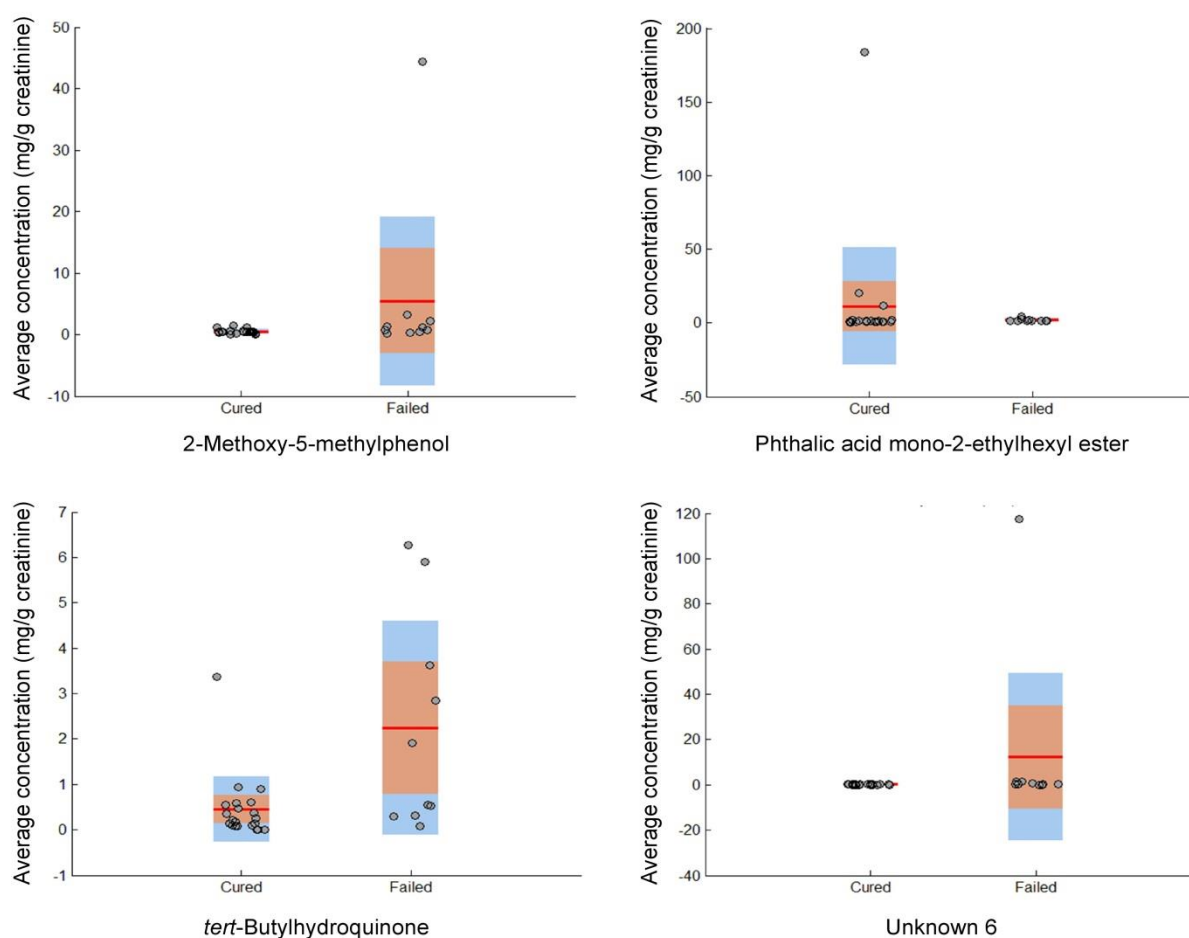 Average concentration (mg/g creatinine)
50
40
30
20
10
0
-10
Cured Failed
2-Methoxy-5-methylphenol
Average concentration (mg/g creatinine)
200
150
100
50
0
-50
Cured Failed
Phthalic acid mono-2-ethylhexyl ester
Average concentration (mg/g creatinine)
7
6
5
4
3
2
1
0
-1
Cured Failed
tert-Butylhydroquinone
Average concentration (mg/g creatinine)
120
100
80
60
40
20
0
-20
-40
Cured Failed
Unknown 6